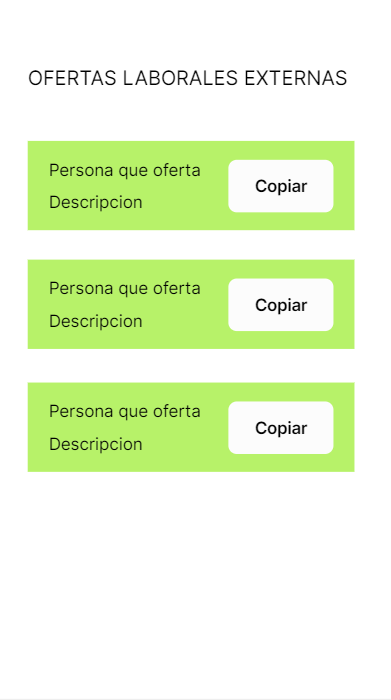 OFERTAS LABORALES EXTERNAS
Persona que oferta
Descripcion
Copiar
Persona que oferta
Descripcion
Copiar
Persona que oferta
Descripcion
Copiar